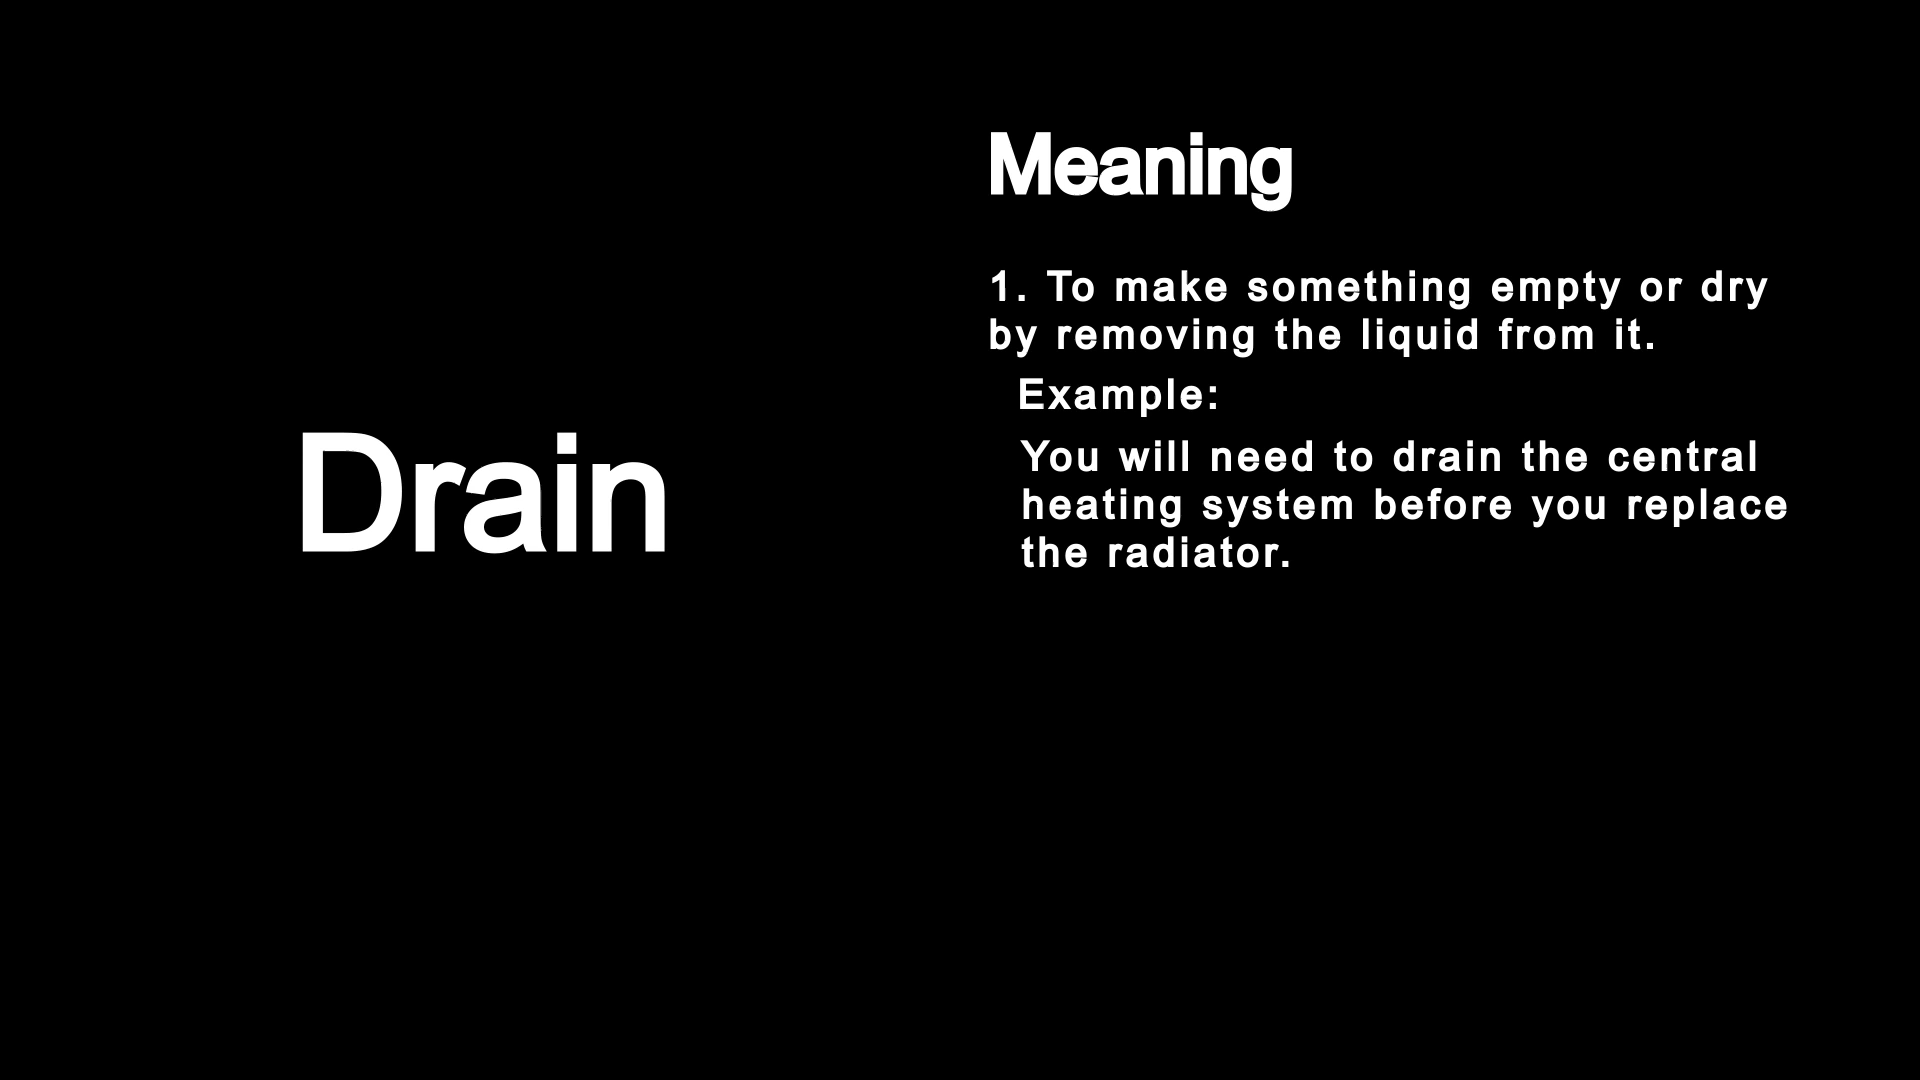 Drain
Meaning
1. To make something empty or dry
by removing the liquid from it.
Example:
You will need to drain the central
heating system before you replace
the radiator.